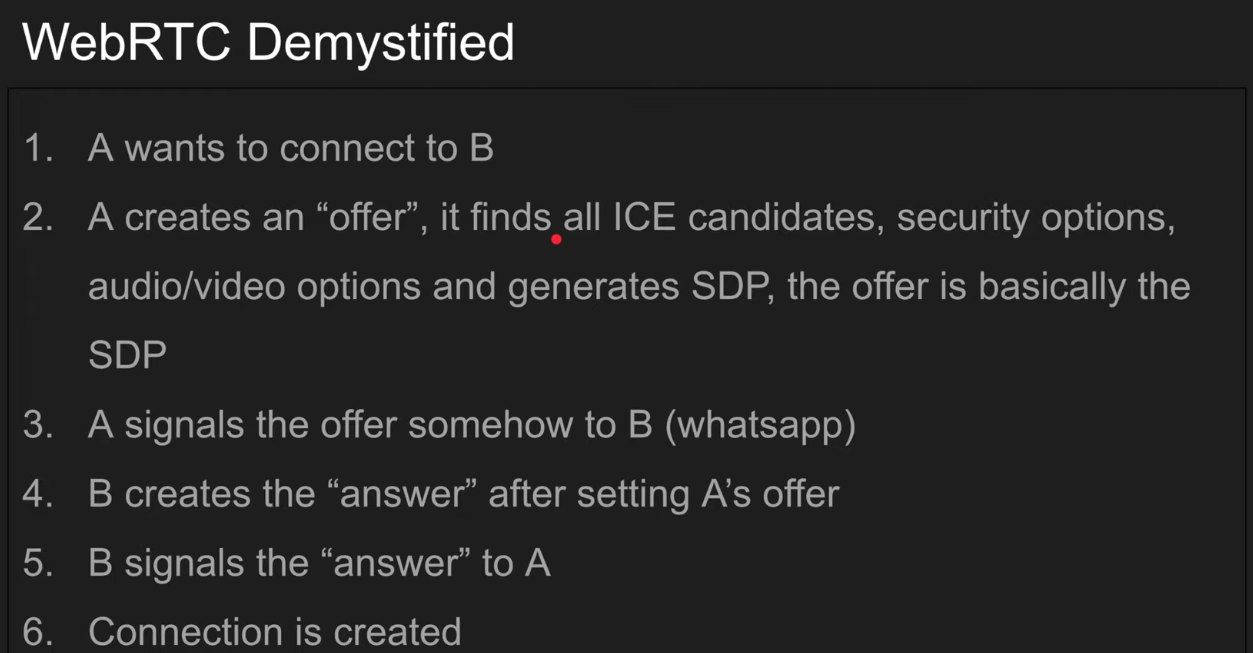 WebRTC Demystified
1. A wants to connect to B
2. A creates an “offer”, it finds all ICE candidates, security options,
audio/video options and generates SDP, the offer is basically the
SDP
3. A signals the offer somehow to B (whatsapp)
4. B creates the “answer” after setting A’s offer
5. B signals the “answer” to A
6. Connection is created